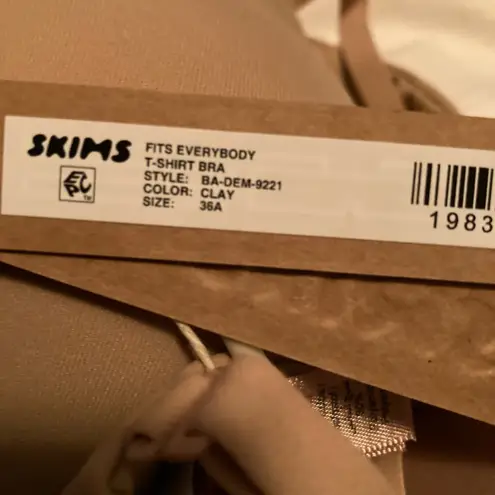 SKIMS
FITS EVERYBODY
T-SHIRT BRA
STYLE: BA-DEM-9221
COLOR: CLAY
SIZE: 36A
1983